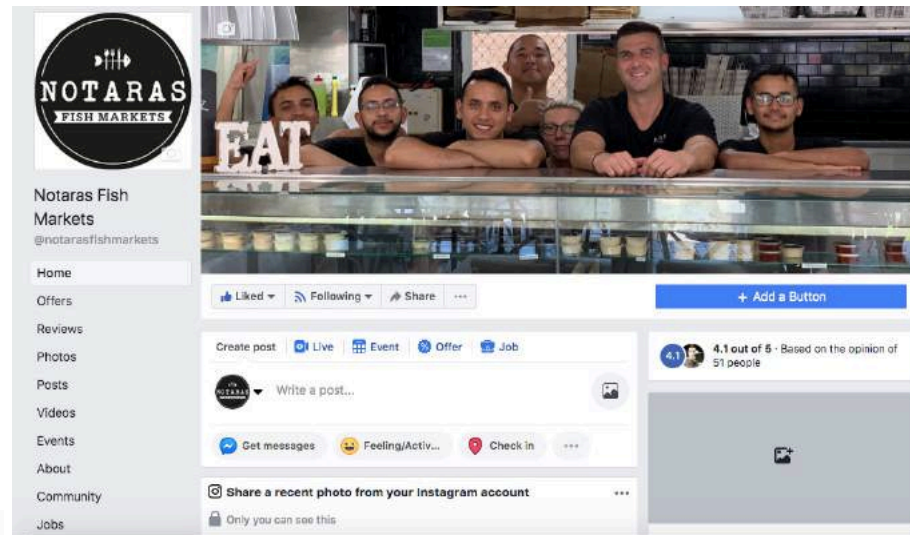 NOTARAS
FISH MARKETS
EAT
Notaras Fish
Markets
@notarasfishmarkets
Home
Offers
Reviews
Photos
Posts
Videos
Events
About
Community
Jobs
Liked
Following
Share
+ Add a Button
Create post
Live
Event
Offer
Job
NOTARAS
Write a post...
Get messages
Feeling/Activ...
Check in
Share a recent photo from your Instagram account
Only you can see this
4.1
4.1 out of 5 · Based on the opinion of
51 people